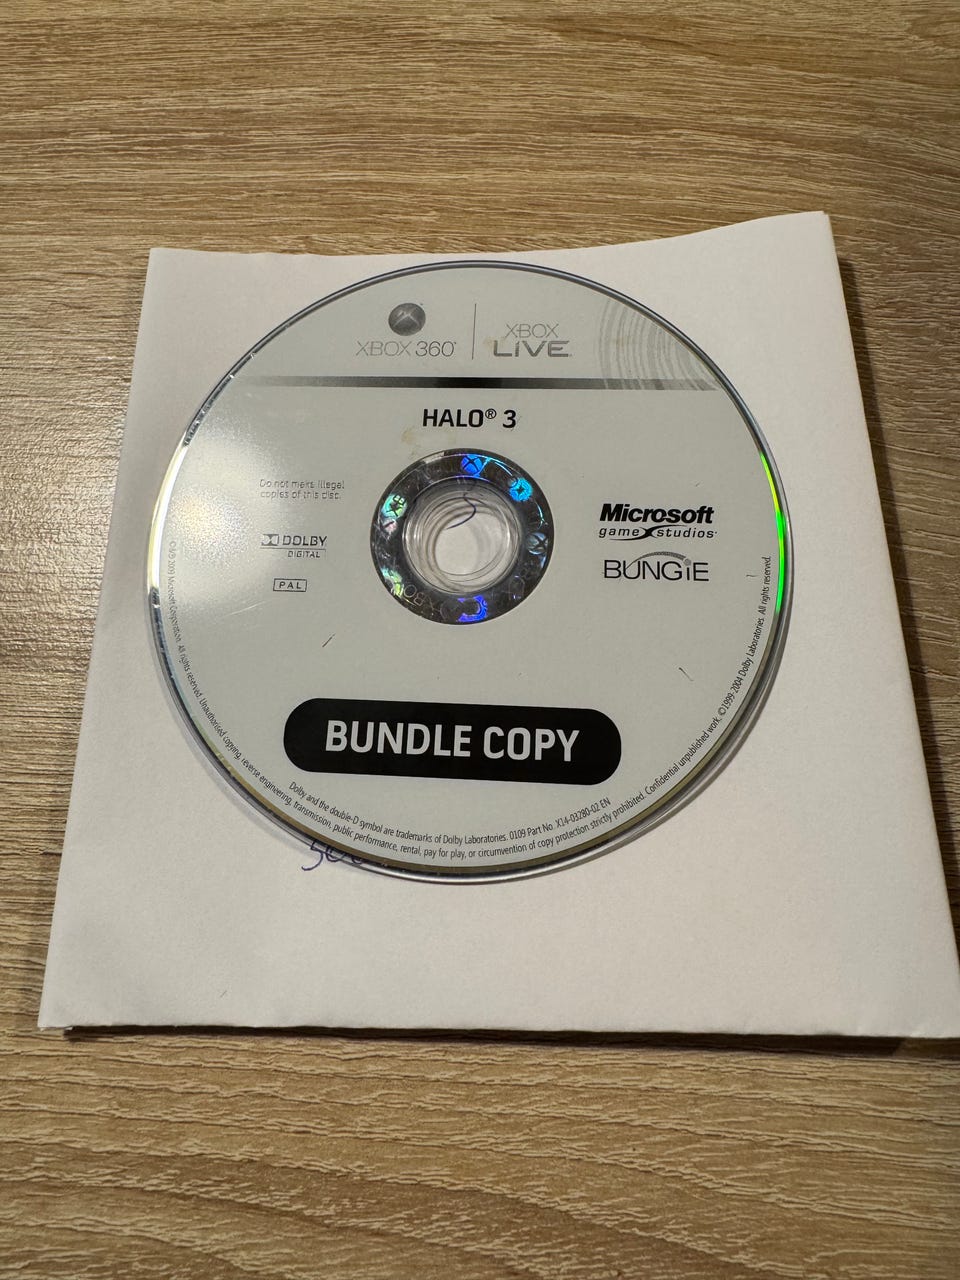 XBOX 360
XBOX
LIVE
HALO® 3
Do not make illegal
copies of this disc.
DOLBY
DIGITAL
PAL
Microsoft
game studios
BUNGiE
BUNDLE COPY
Microsoft Corporation. All rights reserved. Unauthorised copying, reverse engineering, transmission, public performance, rental, pay for play, or circumvention of copy protection strictly prohibited. Confidential unpublished work. ©1999-2004 Dolby Laboratories. All rights reserved.
Dolby and the double-D symbol are trademarks of Dolby Laboratories. 0109 Part No. X14-03280-02 EN